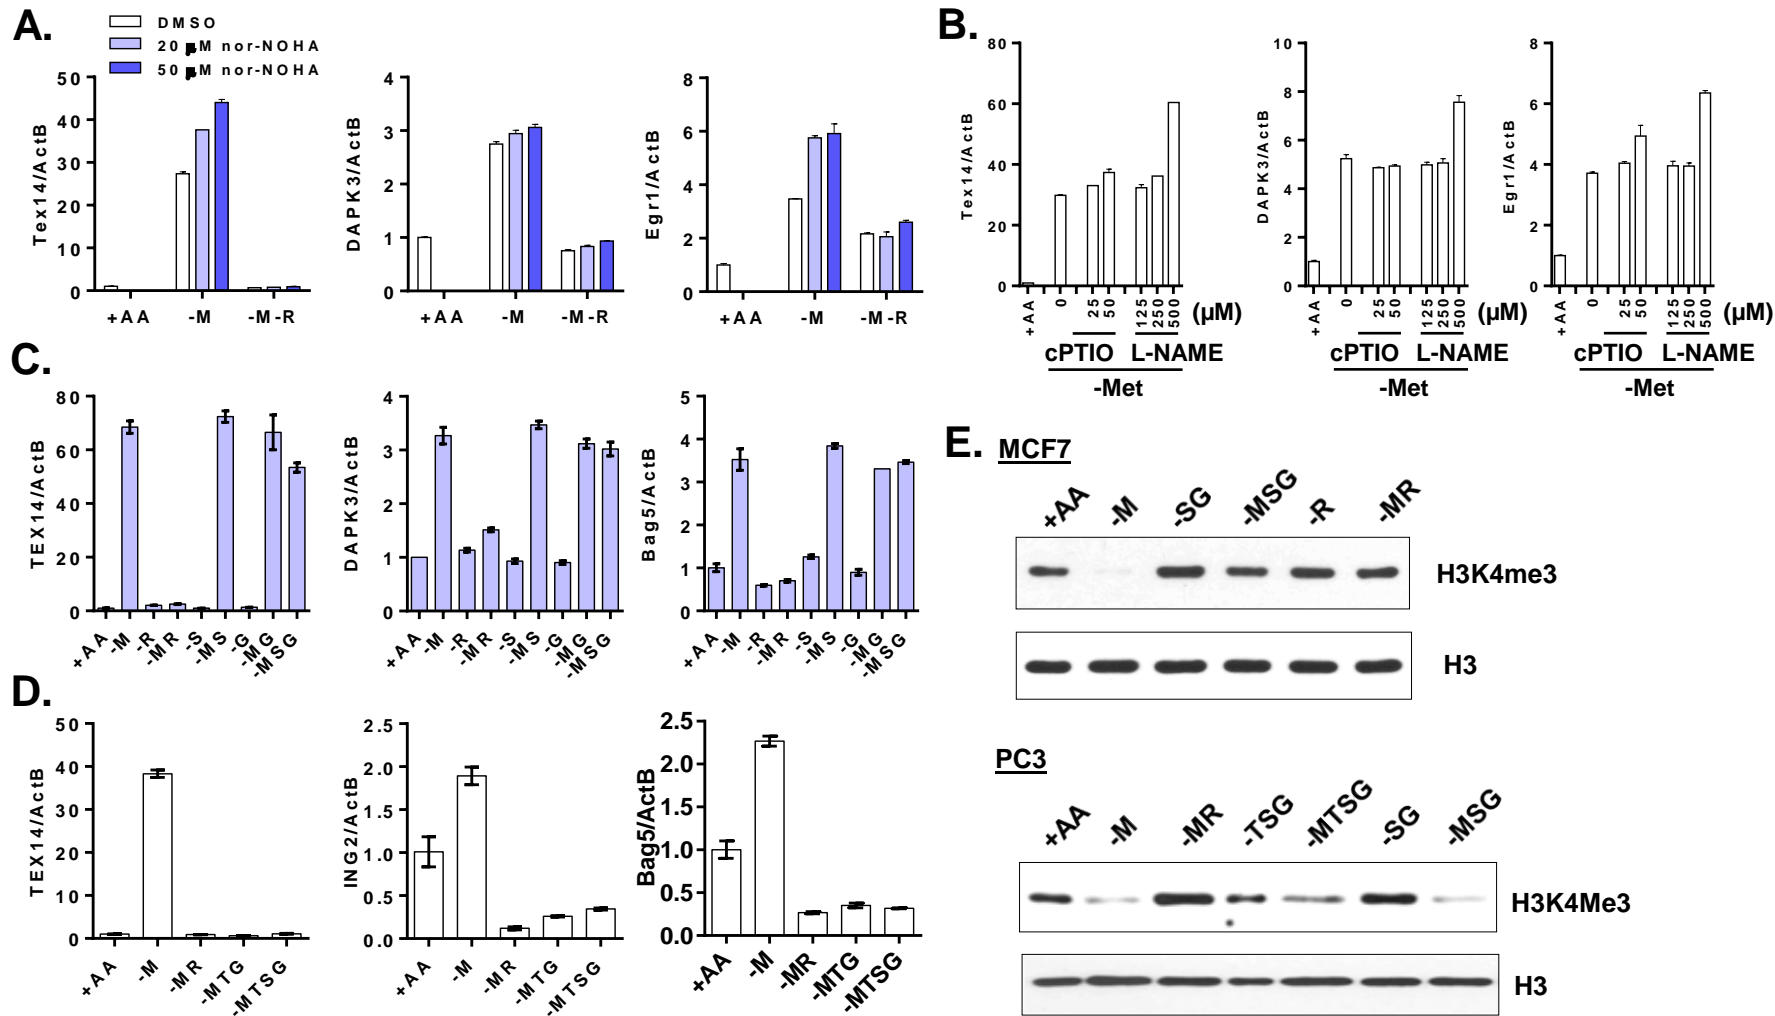 A.
DMSO
20 µM nor-NOHA
50 µM nor-NOHA
Tex14/ActB
50
40
30
20
10
0
+AA
-M
-M-R
DAPK3/ActB
4
3
2
1
0
+AA
-M
-M-R
Egr1/ActB
8
6
4
2
0
+AA
-M
-M-R
B.
Tex14/ActB
80
60
40
20
0
+AA
0
25
50
125
250
500
(µM)
cPTIO
L-NAME
-Met
DAPK3/ActB
10
8
6
4
2
0
+AA
0
25
50
125
250
500
(µM)
cPTIO
L-NAME
-Met
Egr1/ActB
8
6
4
2
0
+AA
0
25
50
125
250
500
(µM)
cPTIO
L-NAME
-Met
C.
TEX14/ActB
80
60
40
20
0
+AA
-M
-R
-MR
-S
-MS
-G
-MG
-MSG
DAPK3/ActB
4
3
2
1
0
+AA
-M
-R
-MR
-S
-MS
-G
-MG
-MSG
Bag5/ActB
5
4
3
2
1
0
+AA
-M
-R
-MR
-S
-MS
-G
-MG
-MSG
D.
TEX14/ActB
50
40
30
20
10
0
+AA
-M
-MR
-MTG
-MTSG
ING2/ActB
2.5
2.0
1.5
1.0
0.5
0.0
+AA
-M
-MR
-MTG
-MTSG
Bag5/ActB
2.5
2.0
1.5
1.0
0.5
0.0
+AA
-M
-MR
-MTG
-MTSG
E.
MCF7
+AA
-M
-SG
-MSG
-R
-MR
H3K4me3
H3
PC3
+AA
-M
-MR
-TSG
-MTSG
-SG
-MSG
H3K4Me3
H3